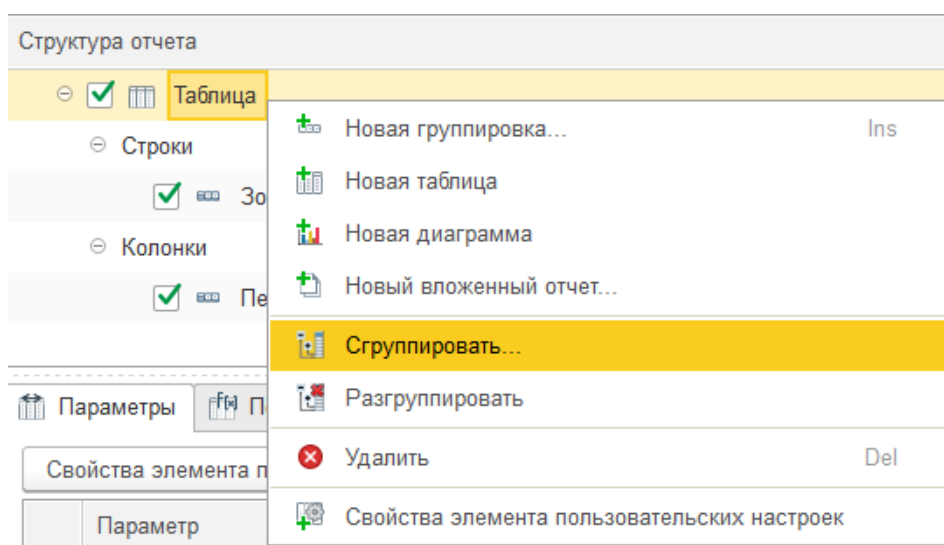 Структура отчета
Таблица
Новая группировка... Ins
Строки
Новая таблица
Зо
Новая диаграмма
Колонки
Новый вложенный отчет...
Пе
Сгруппировать...
Разгруппировать
Параметры П
Удалить Del
Свойства элемента п
Свойства элемента пользовательских настроек
Параметр